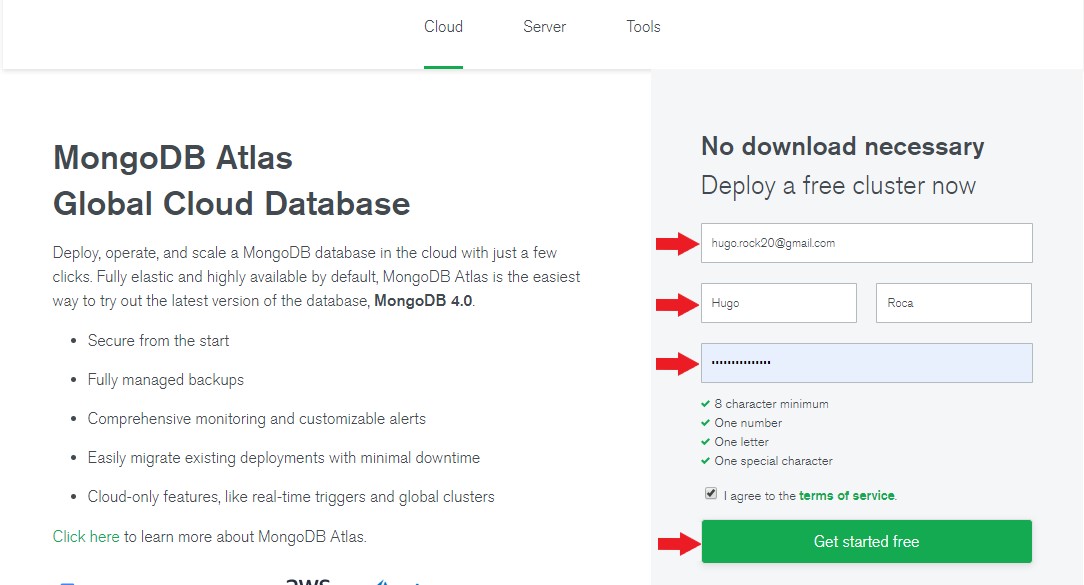 Cloud Server Tools
MongoDB Atlas
Global Cloud Database
Deploy, operate, and scale a MongoDB database in the cloud with just a few
clicks. Fully elastic and highly available by default, MongoDB Atlas is the easiest
way to try out the latest version of the database, MongoDB 4.0.
• Secure from the start
• Fully managed backups
• Comprehensive monitoring and customizable alerts
• Easily migrate existing deployments with minimal downtime
• Cloud-only features, like real-time triggers and global clusters
Click here to learn more about MongoDB Atlas.
aws
No download necessary
Deploy a free cluster now
hugo.rock20@gmail.com
Hugo Roca
•••••••••••••••
✔ 8 character minimum
✔ One number
✔ One letter
✔ One special character
I agree to the terms of service.
Get started free